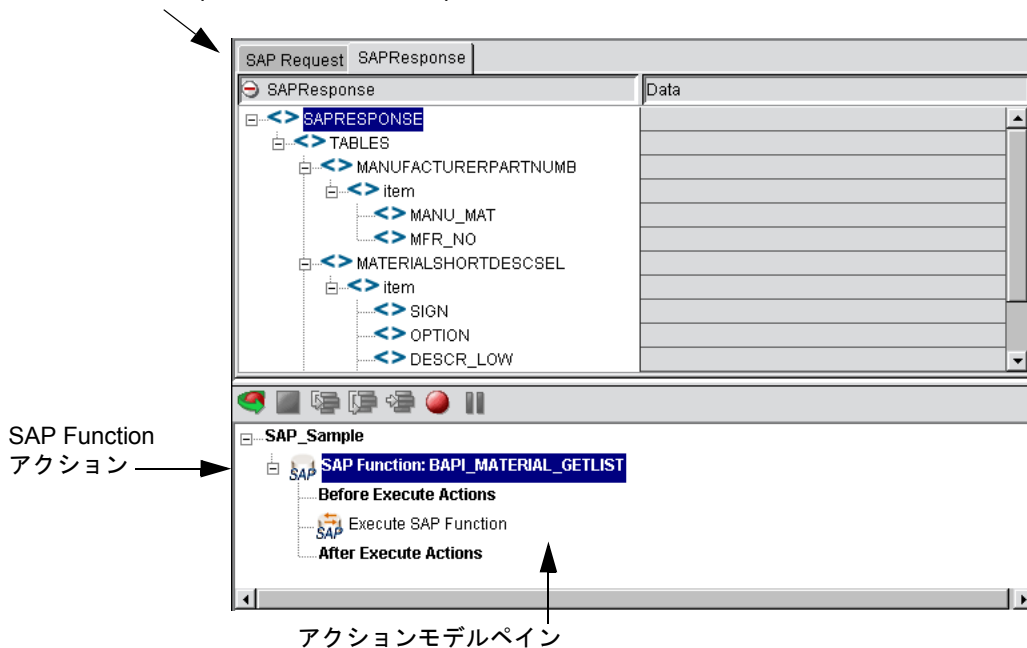 SAP Request SAPResponse
SAPResponse Data
SAPRESPONSE
TABLES
MANUFACTURERPARTNUMB
item
MANU_MAT
MFR_NO
MATERIALSHORTDESCSEL
item
SIGN
OPTION
DESCR_LOW
SAP_Sample
SAP Function
アクション
SAP SAP Function: BAPI_MATERIAL_GETLIST
Before Execute Actions
SAP Execute SAP Function
After Execute Actions
アクションモデルペイン